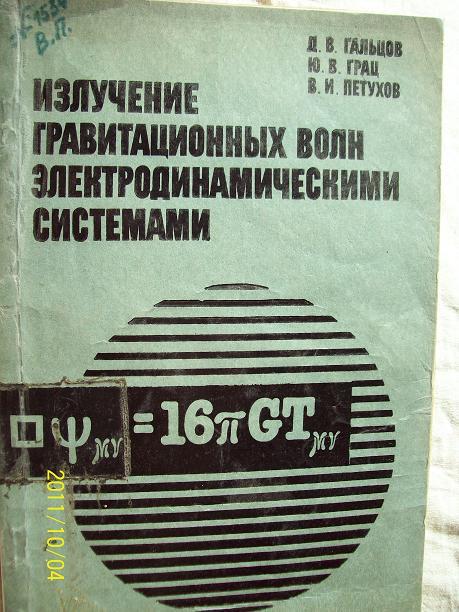 В.П.
Д. В. ГАЛЬЦОВ
Ю. В. ГРАЦ
В. И. ПЕТУХОВ
ИЗЛУЧЕНИЕ
ГРАВИТАЦИОННЫХ ВОЛН
ЭЛЕКТРОДИНАМИЧЕСКИМИ
СИСТЕМАМИ
□ψμν=16πGTμν
2011/10/04